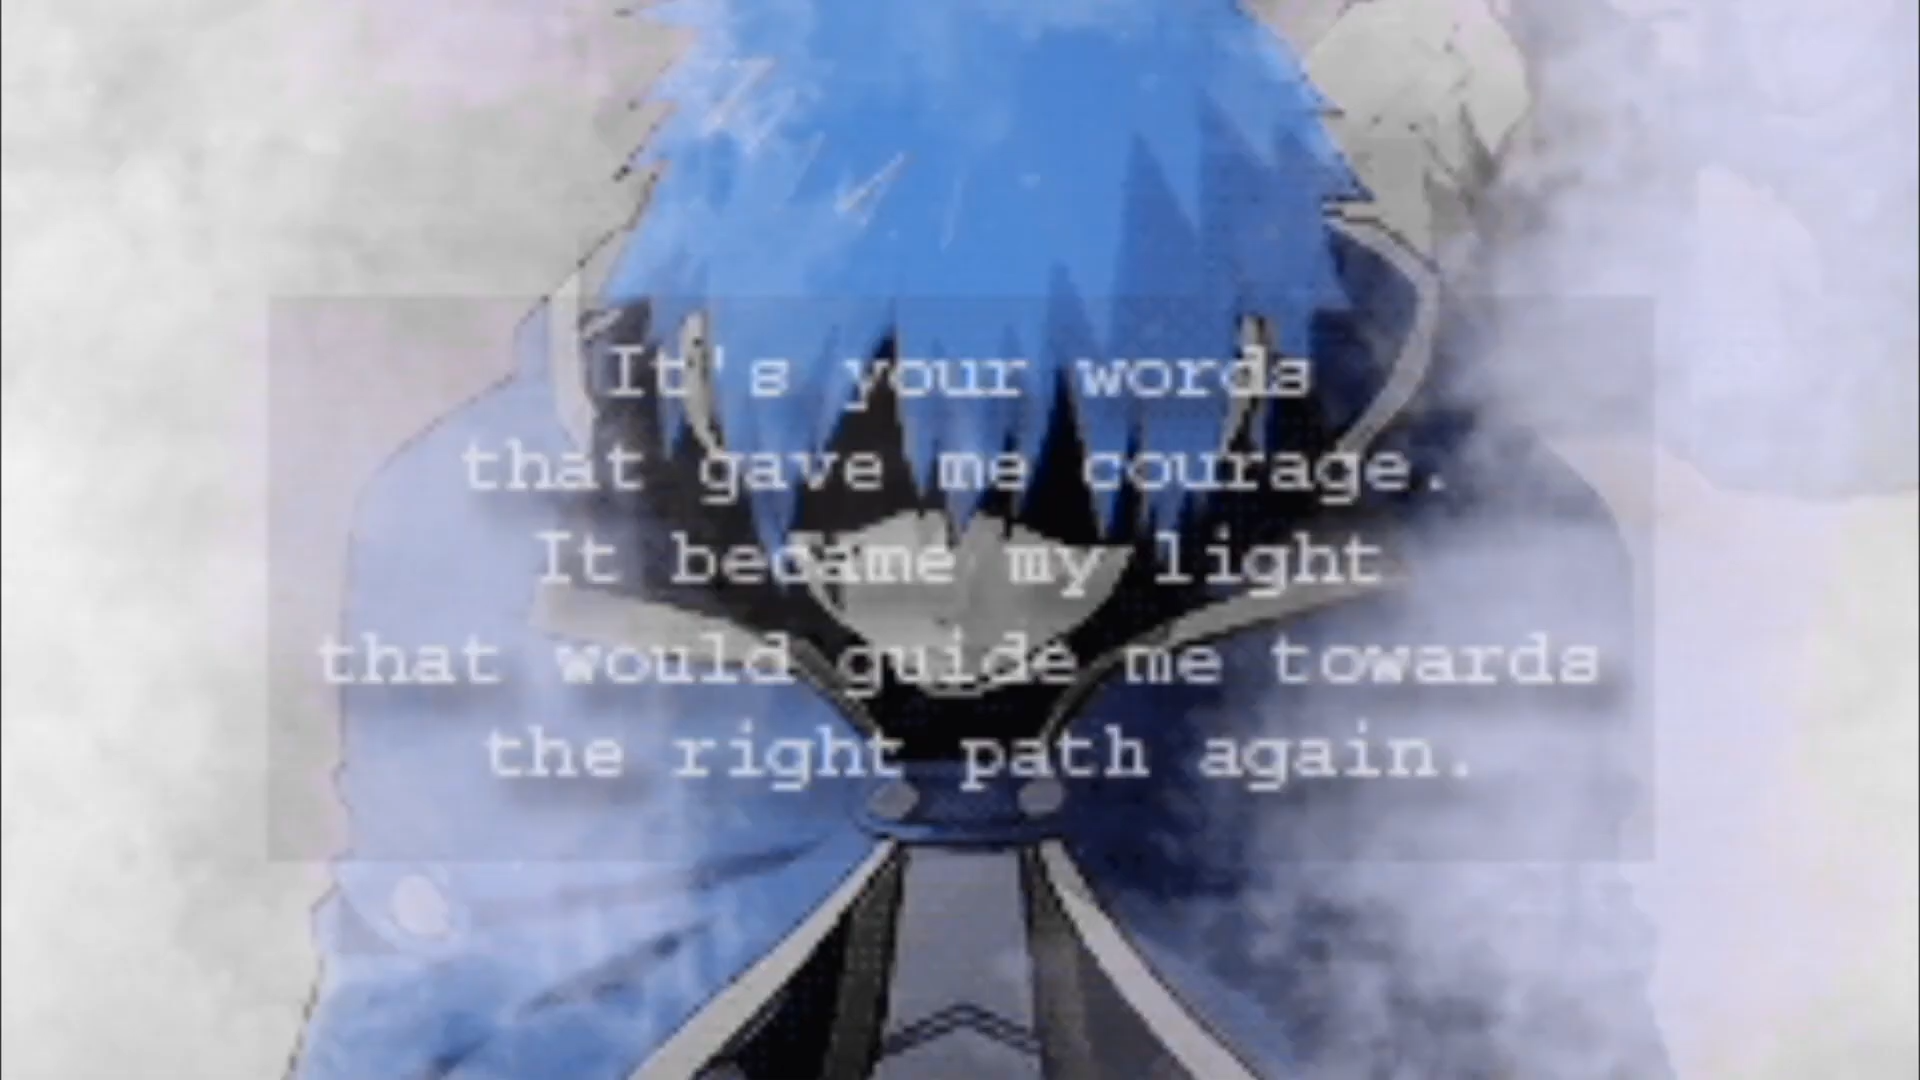 It's your words
that gave me courage.
It became my light
that would guide me towards
the right path again.